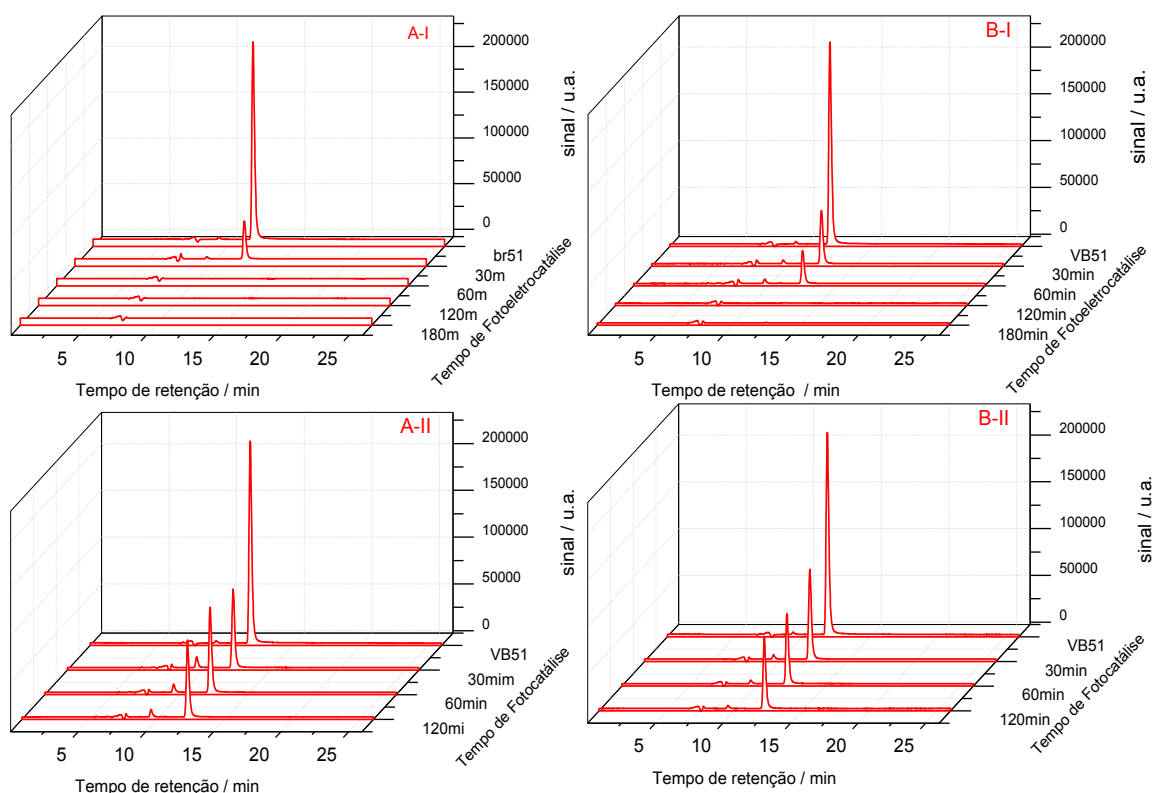 A-I
200000
150000
100000
50000
0
sinal / u.a.
br51
30m
60m
120m
180m
Tempo de Fotoeletrocatálise
5 10 15 20 25
Tempo de retenção / min
B-I
200000
150000
100000
50000
0
sinal / u.a.
VB51
30min
60min
120min
180min
Tempo de Fotoeletrocatálise
5 10 15 20 25
Tempo de retenção / min
A-II
200000
150000
100000
50000
0
sinal / u.a.
VB51
30min
60min
120mi
Tempo de Fotocatálise
5 10 15 20 25
Tempo de retenção / min
B-II
200000
150000
100000
50000
0
sinal / u.a.
VB51
30min
60min
120min
Tempo de Fotocatálise
5 10 15 20 25
Tempo de retenção / min